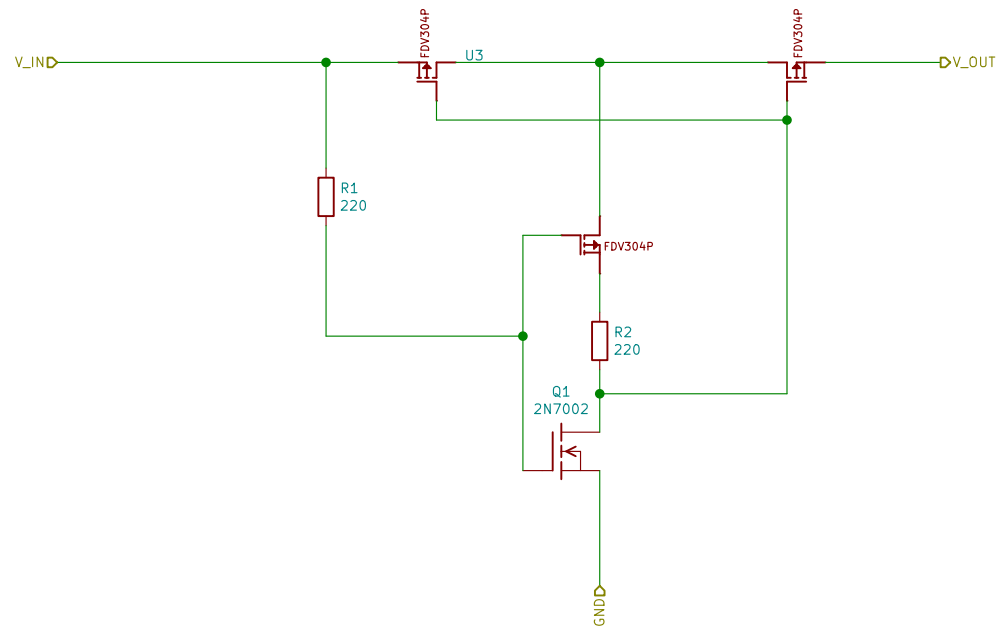 FDV304P
FDV304P
U3
V_IN
V_OUT
R1
220
FDV304P
R2
220
Q1
2N7002
GND